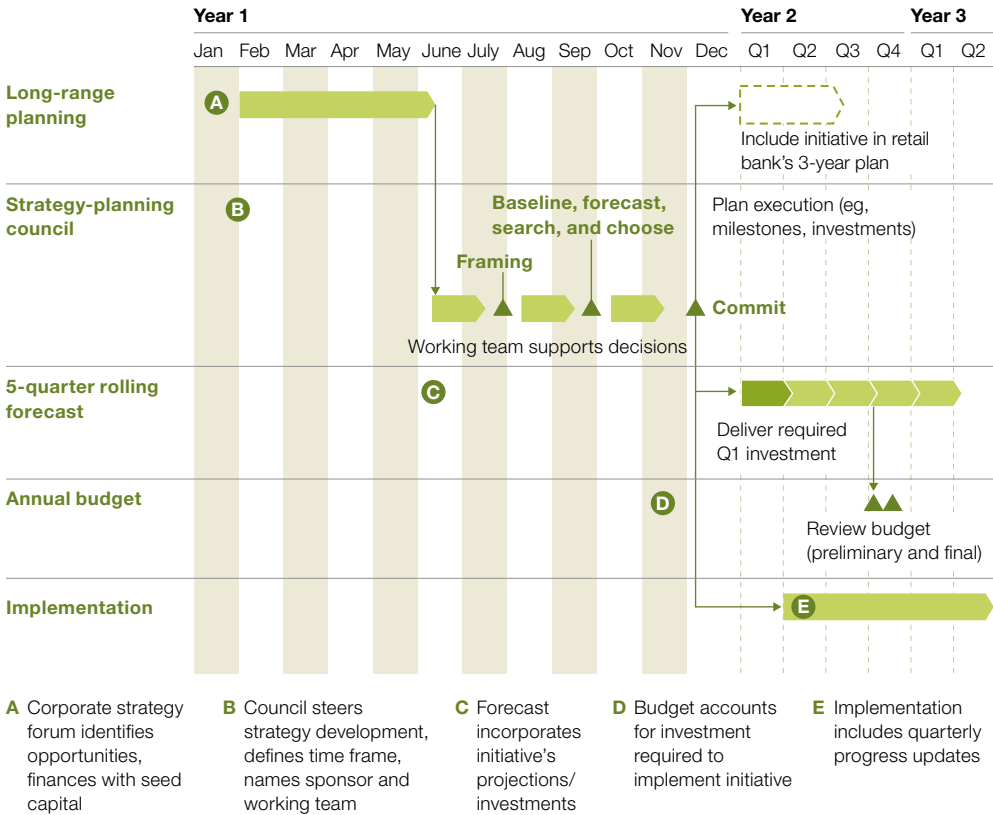 Year 1
Year 2
Year 3
Jan Feb Mar Apr May June July Aug Sep Oct Nov Dec Q1 Q2 Q3 Q4 Q1 Q2
Long-range
planning
A
Include initiative in retail
bank's 3-year plan
Strategy-planning
council
B
Baseline, forecast,
search, and choose
Plan execution (eg,
milestones, investments)
Framing
Commit
Working team supports decisions
5-quarter rolling
forecast
C
Deliver required
Q1 investment
Annual budget
D
Review budget
(preliminary and final)
Implementation
E
A Corporate strategy
forum identifies
opportunities,
finances with seed
capital
B Council steers
strategy development,
defines time frame,
names sponsor and
working team
C Forecast
incorporates
initiative's
projections/
investments
D Budget accounts
for investment
required to
implement initiative
E Implementation
includes quarterly
progress updates